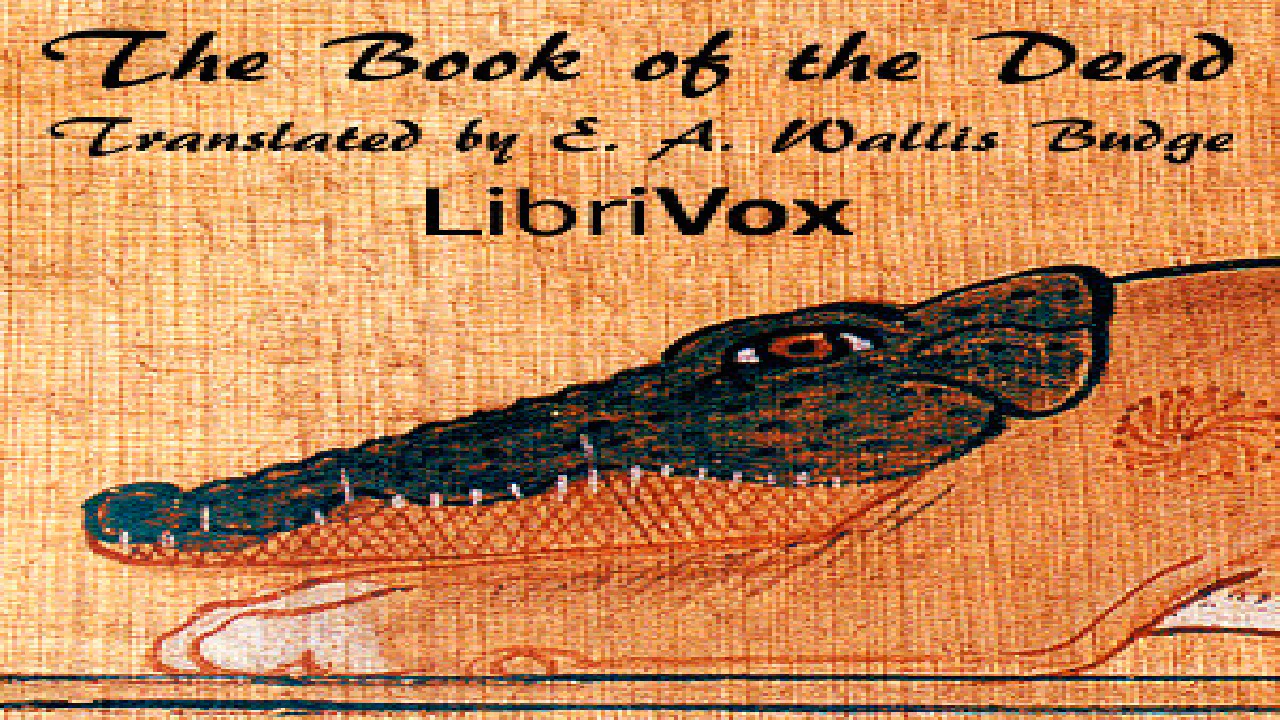 The Book of the Dead
Translated by E. A. Wallis Budge
LibriVox